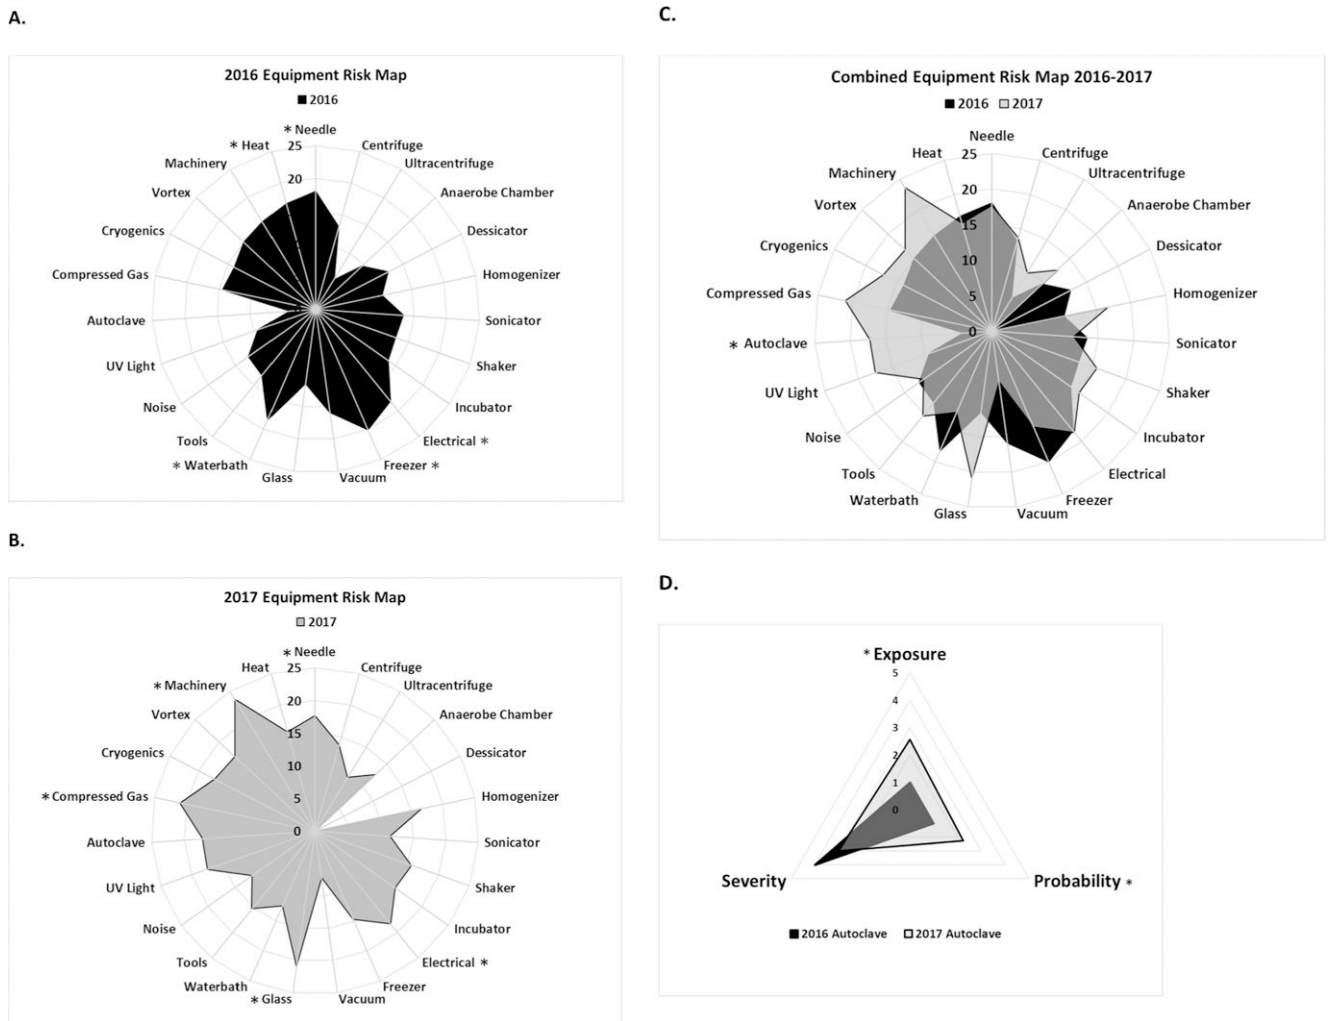 A.
2016 Equipment Risk Map
2016
* Needle
Centrifuge
Ultracentrifuge
Anaerobe Chamber
Dessicator
Homogenizer
Sonicator
Shaker
Incubator
Electrical *
Freezer *
Vacuum
Glass
* Waterbath
Tools
Noise
UV Light
Autoclave
Compressed Gas
Cryogenics
Vortex
Machinery
* Heat
25
20
B.
2017 Equipment Risk Map
2017
* Needle
Centrifuge
Ultracentrifuge
Anaerobe Chamber
Dessicator
Homogenizer
Sonicator
Shaker
Incubator
Electrical *
Freezer
Vacuum
* Glass
Waterbath
Tools
Noise
UV Light
Autoclave
* Compressed Gas
Cryogenics
Vortex
* Machinery
Heat
25
20
15
10
5
0
C.
Combined Equipment Risk Map 2016-2017
2016 2017
Needle
Centrifuge
Ultracentrifuge
Anaerobe Chamber
Dessicator
Homogenizer
Sonicator
Shaker
Incubator
Electrical
Freezer
Vacuum
Glass
Waterbath
Tools
Noise
UV Light
* Autoclave
Compressed Gas
Cryogenics
Vortex
Machinery
Heat
25
20
15
10
5
0
D.
* Exposure
5
4
3
2
1
0
Severity
Probability *
2016 Autoclave 2017 Autoclave